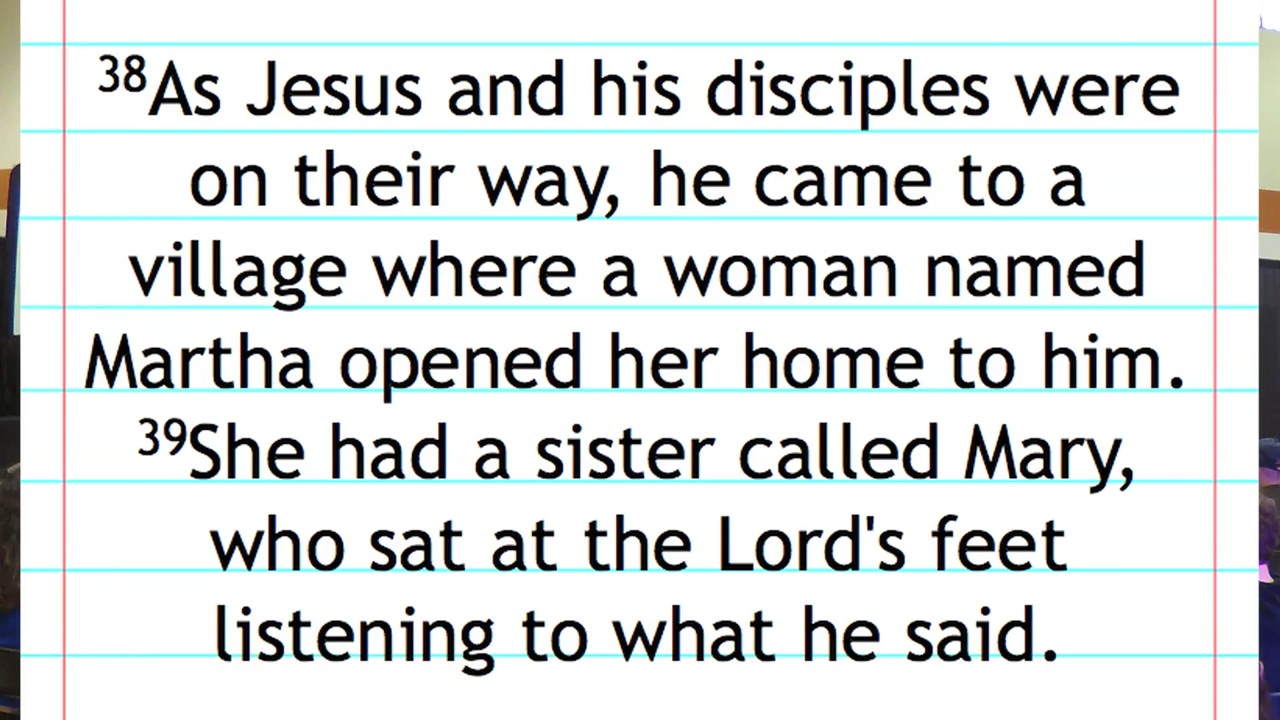 38As Jesus and his disciples were
on their way, he came to a
village where a woman named
Martha opened her home to him.
39She had a sister called Mary,
who sat at the Lord's feet
listening to what he said.